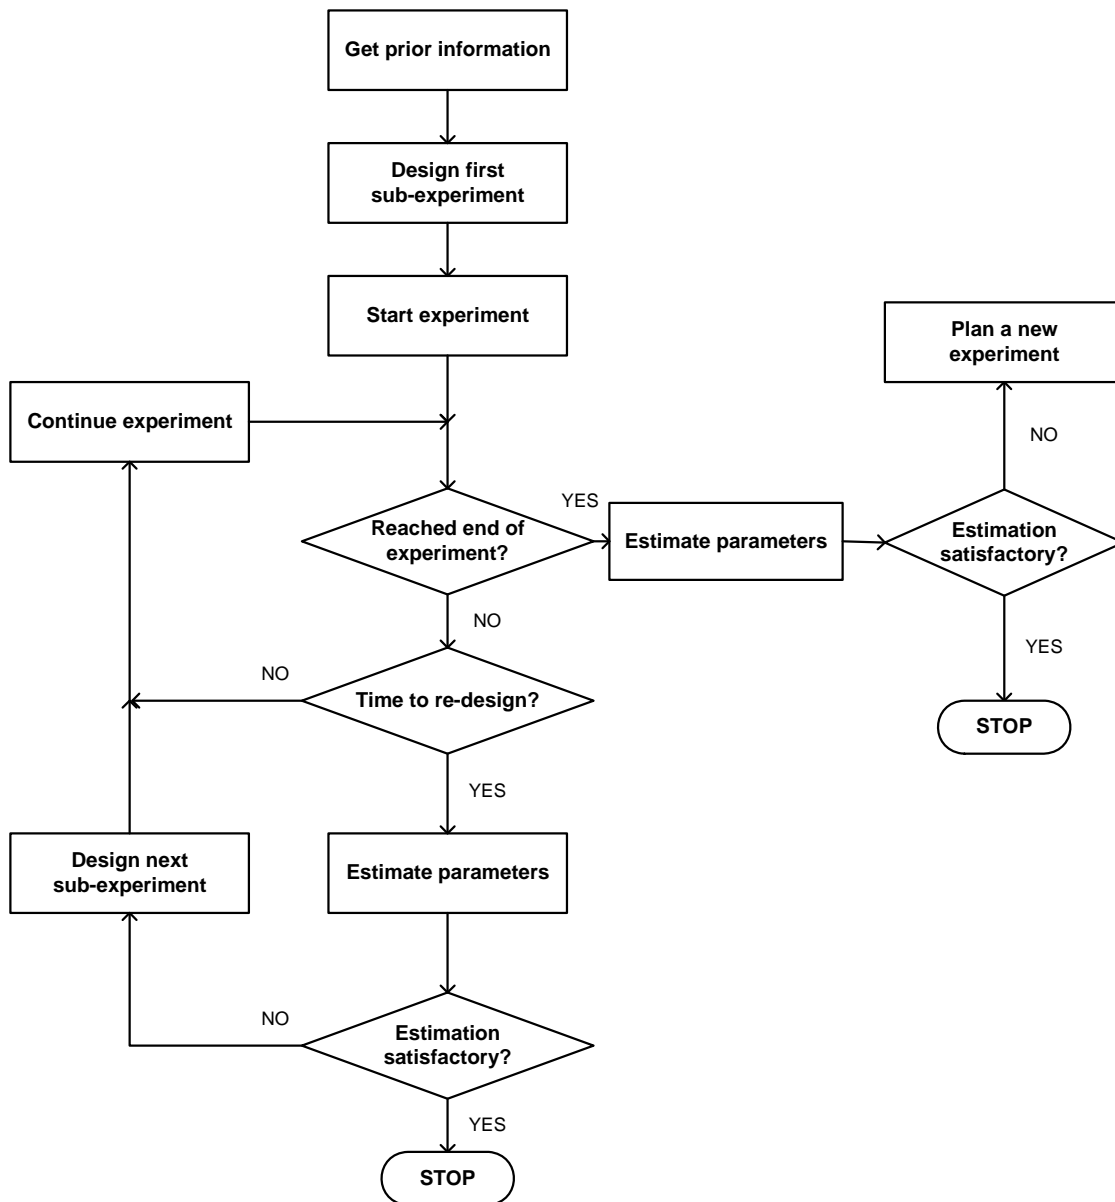 Get prior information
Design first
sub-experiment
Start experiment
Plan a new
experiment
Continue experiment
NO
YES
Reached end of
experiment?
Estimate parameters
Estimation
satisfactory?
NO
YES
NO
Time to re-design?
STOP
YES
Design next
sub-experiment
Estimate parameters
NO
Estimation
satisfactory?
YES
STOP